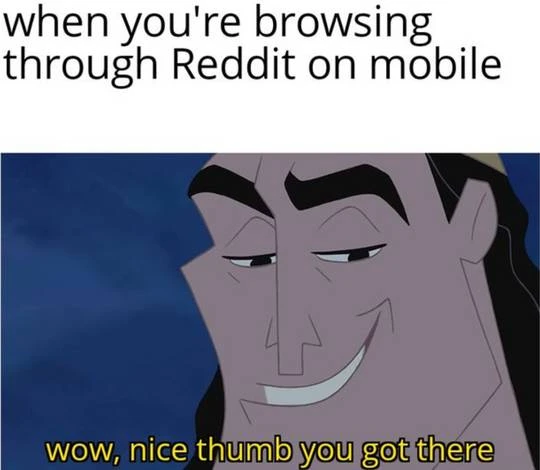 when you're browsing
through Reddit on mobile
wow, nice thumb you got there